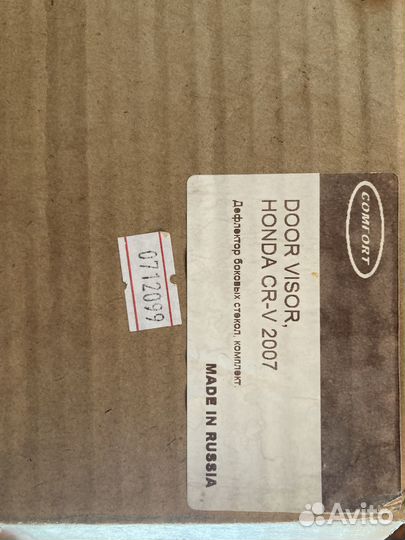 COMFORT
DOOR VISOR,
HONDA CR-V 2007
Дефлектор боковых стекол, комплект.
MADE IN RUSSIA
0712099
Avito